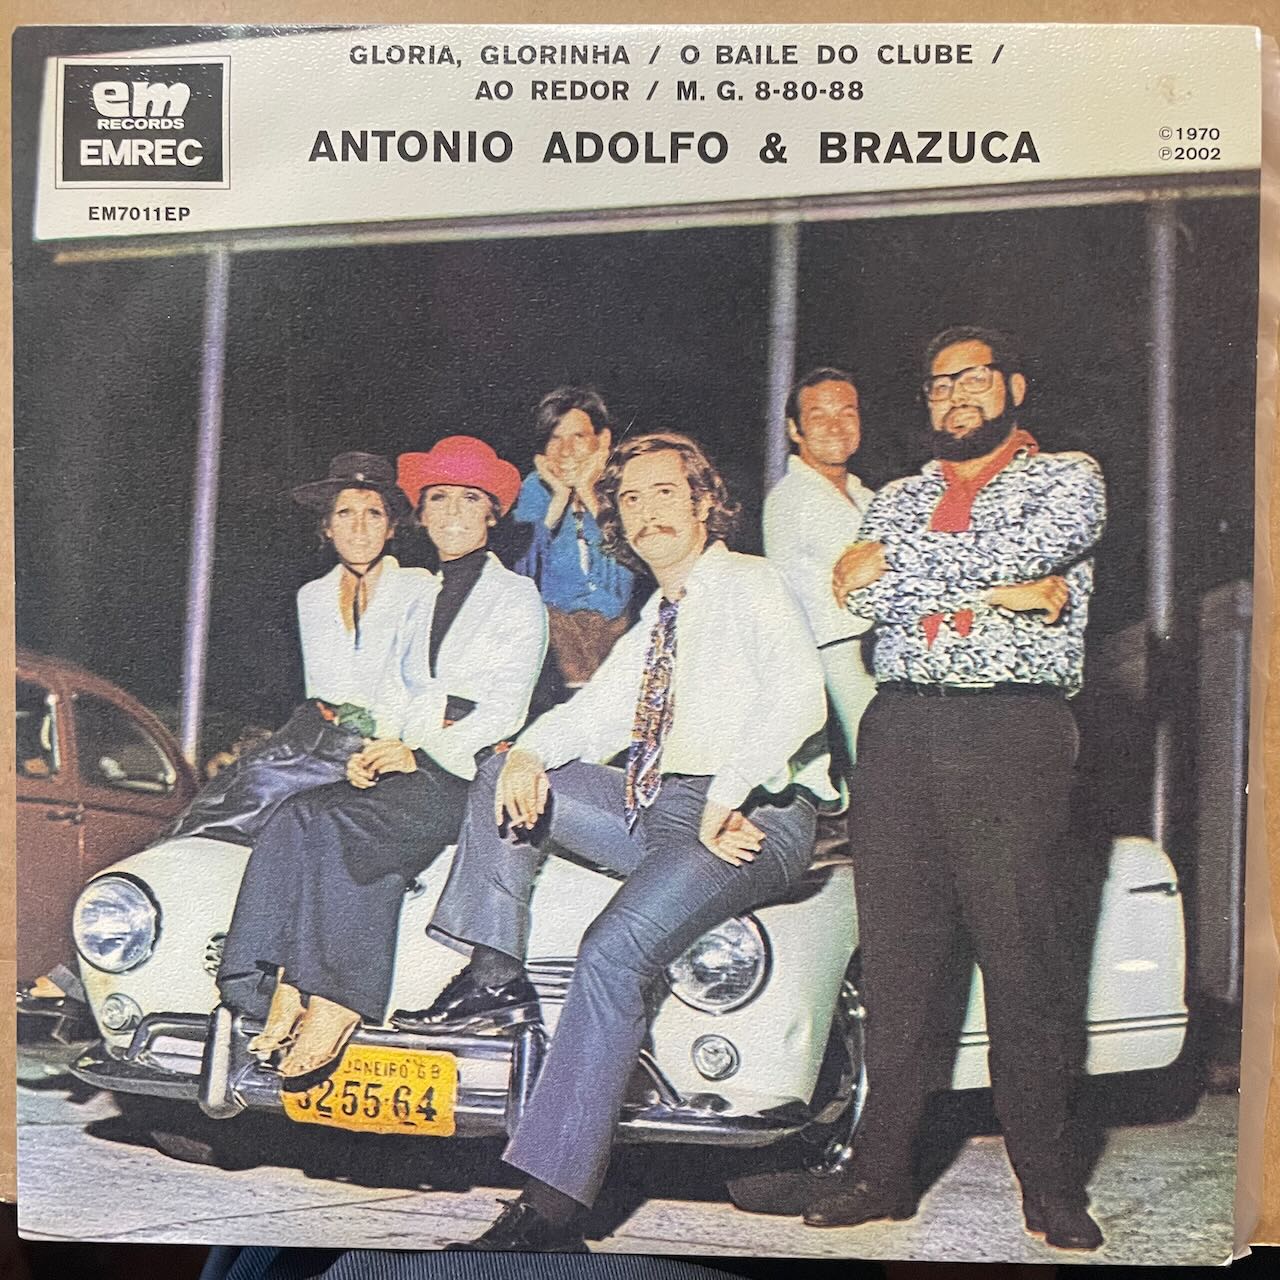 GLORIA, GLORINHA / O BAILE DO CLUBE /
AO REDOR / M. G. 8-80-88
ANTONIO ADOLFO & BRAZUCA
em
RECORDS
EMREC
EM7011EP
©1970
℗2002
JANEIRO-GB
2·55·64